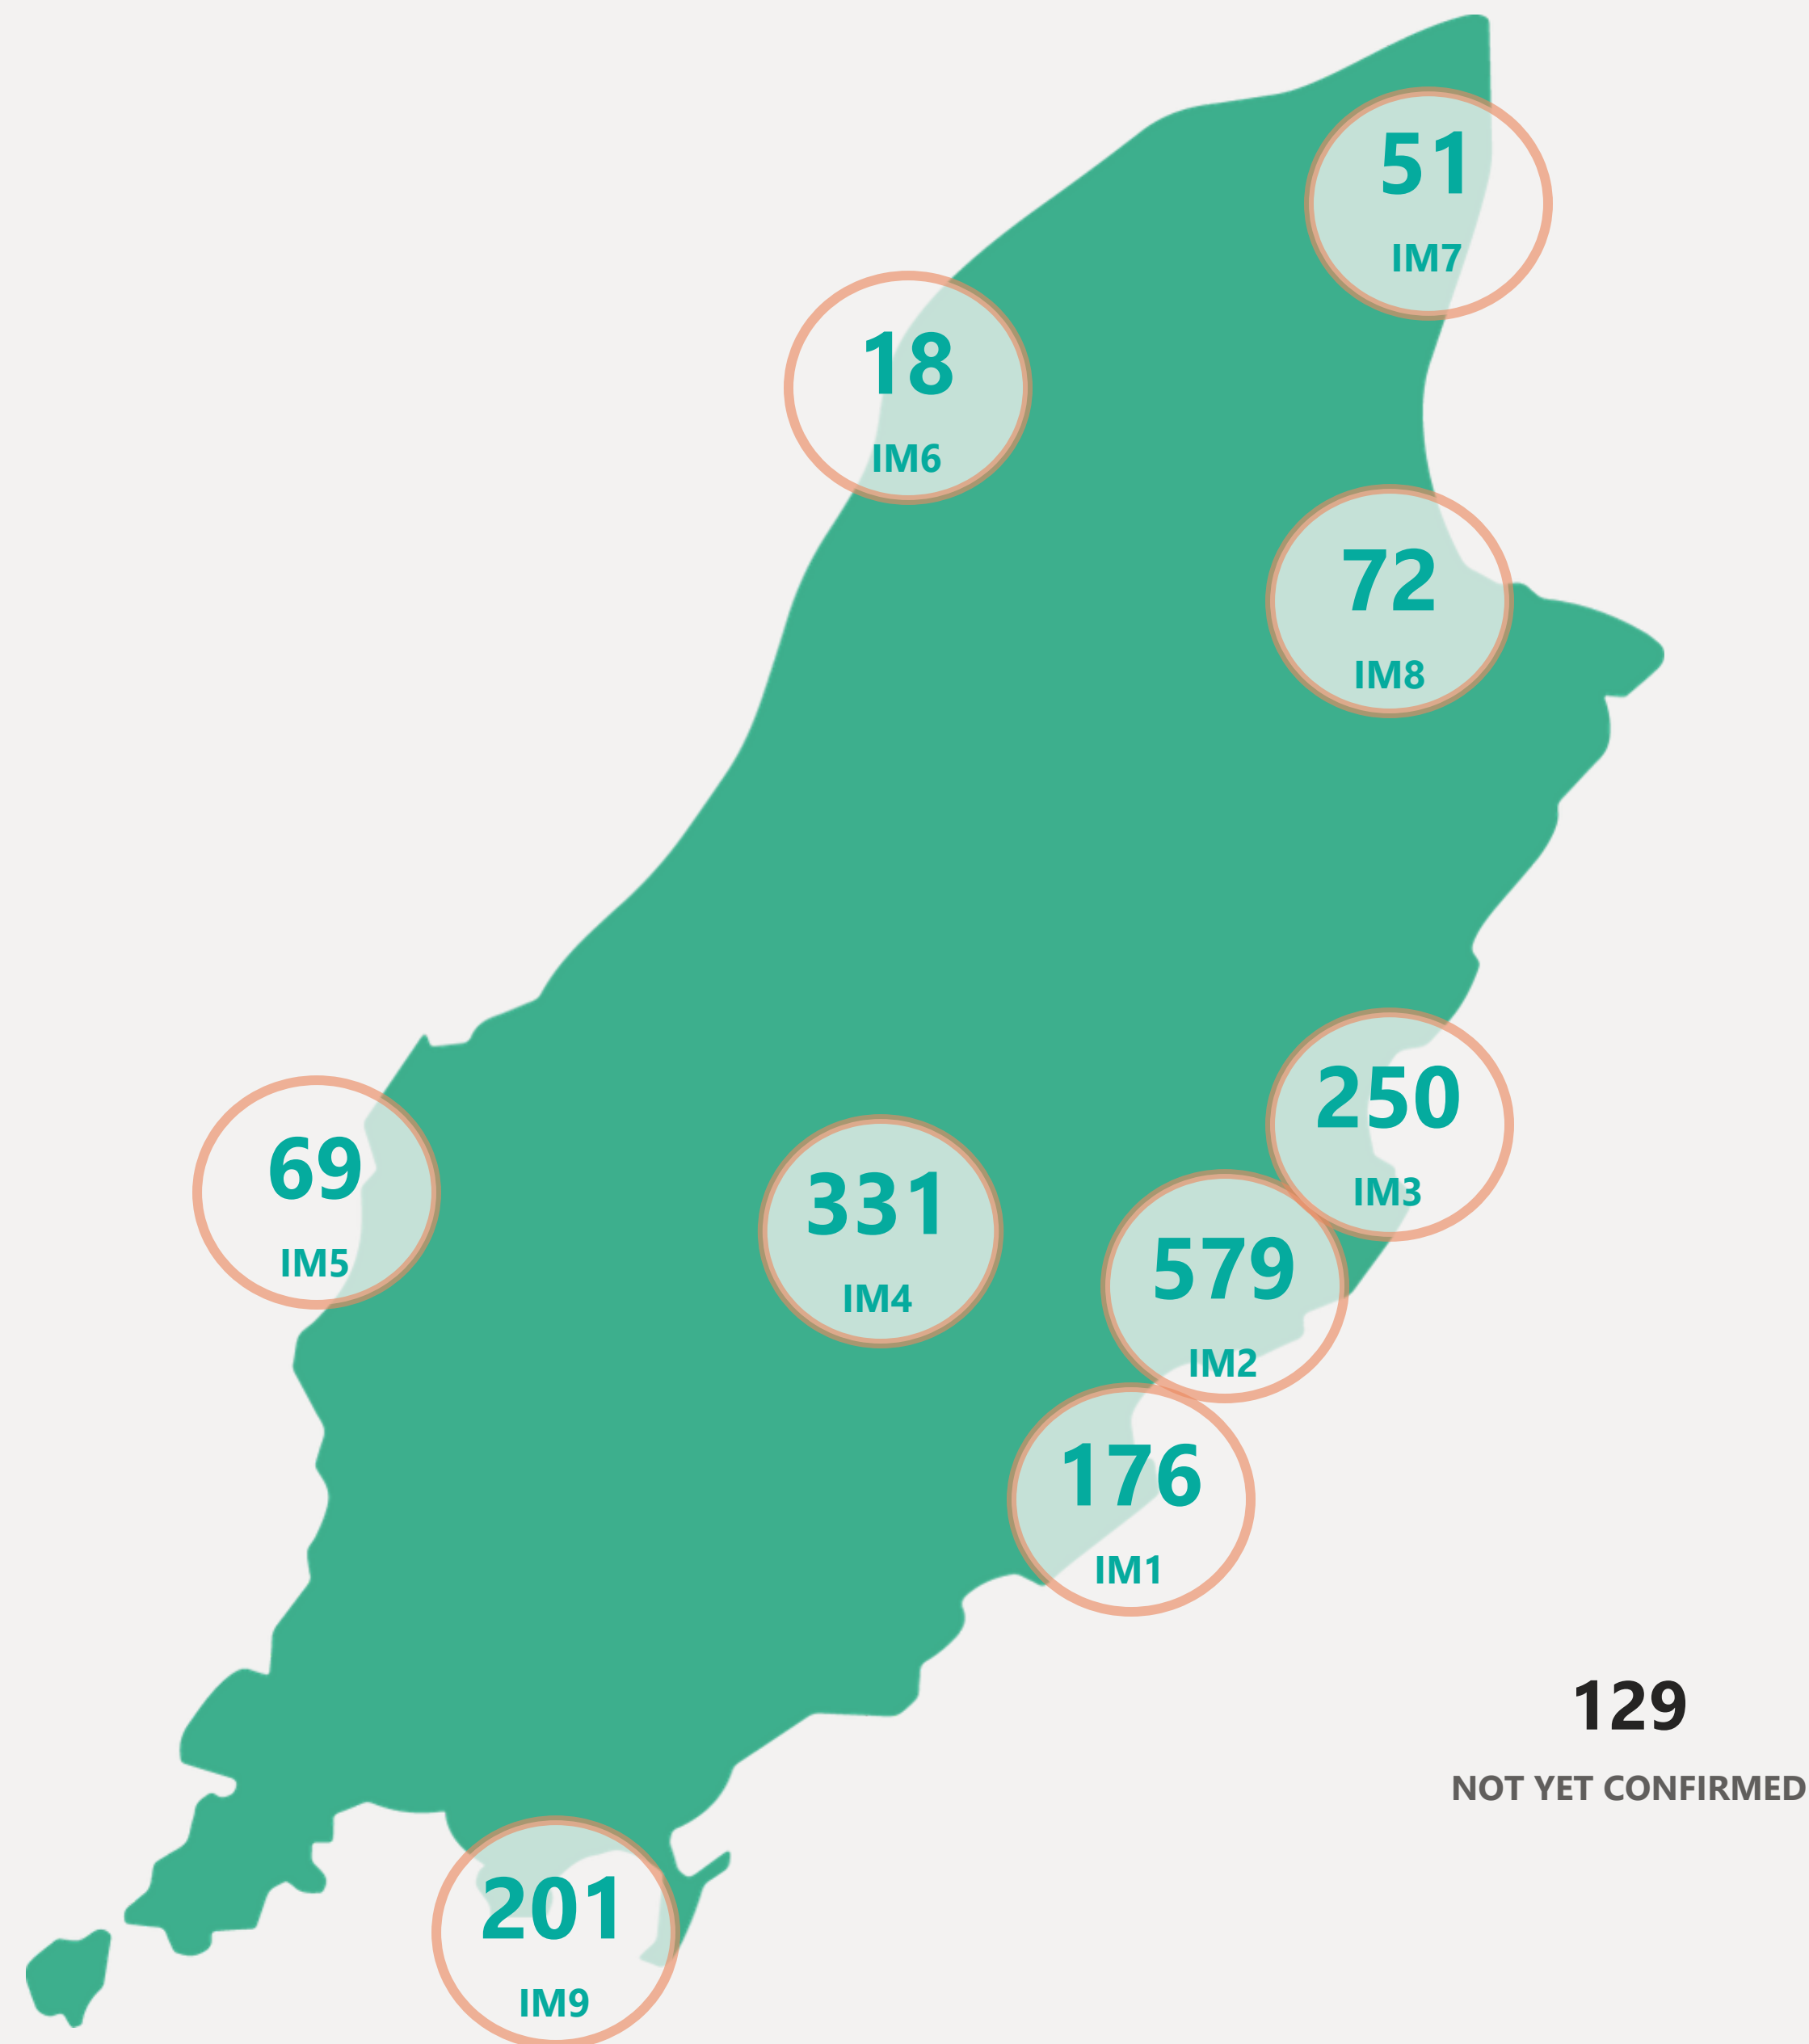 51
IM7
18
IM6
72
IM8
250
IM3
69
IM5
331
IM4
579
IM2
176
IM1
129
NOT YET CONFIRMED
201
IM9